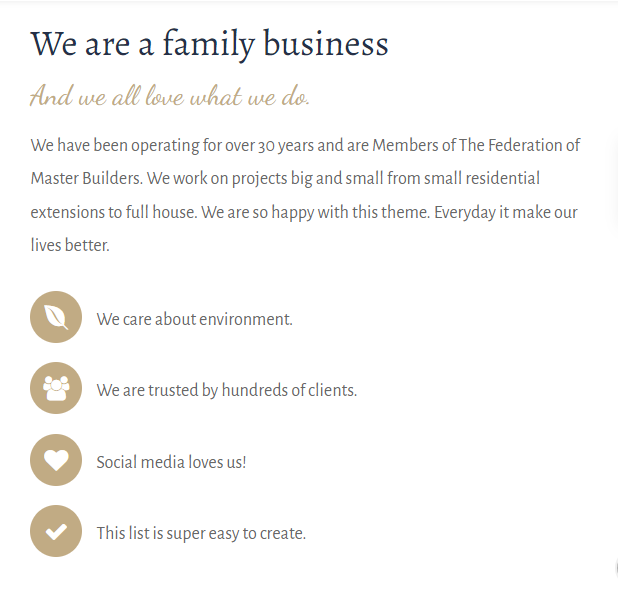 We are a family business
And we all love what we do.
We have been operating for over 30 years and are Members of The Federation of
Master Builders. We work on projects big and small from small residential
extensions to full house. We are so happy with this theme. Everyday it make our
lives better.
We care about environment.
We are trusted by hundreds of clients.
Social media loves us!
This list is super easy to create.